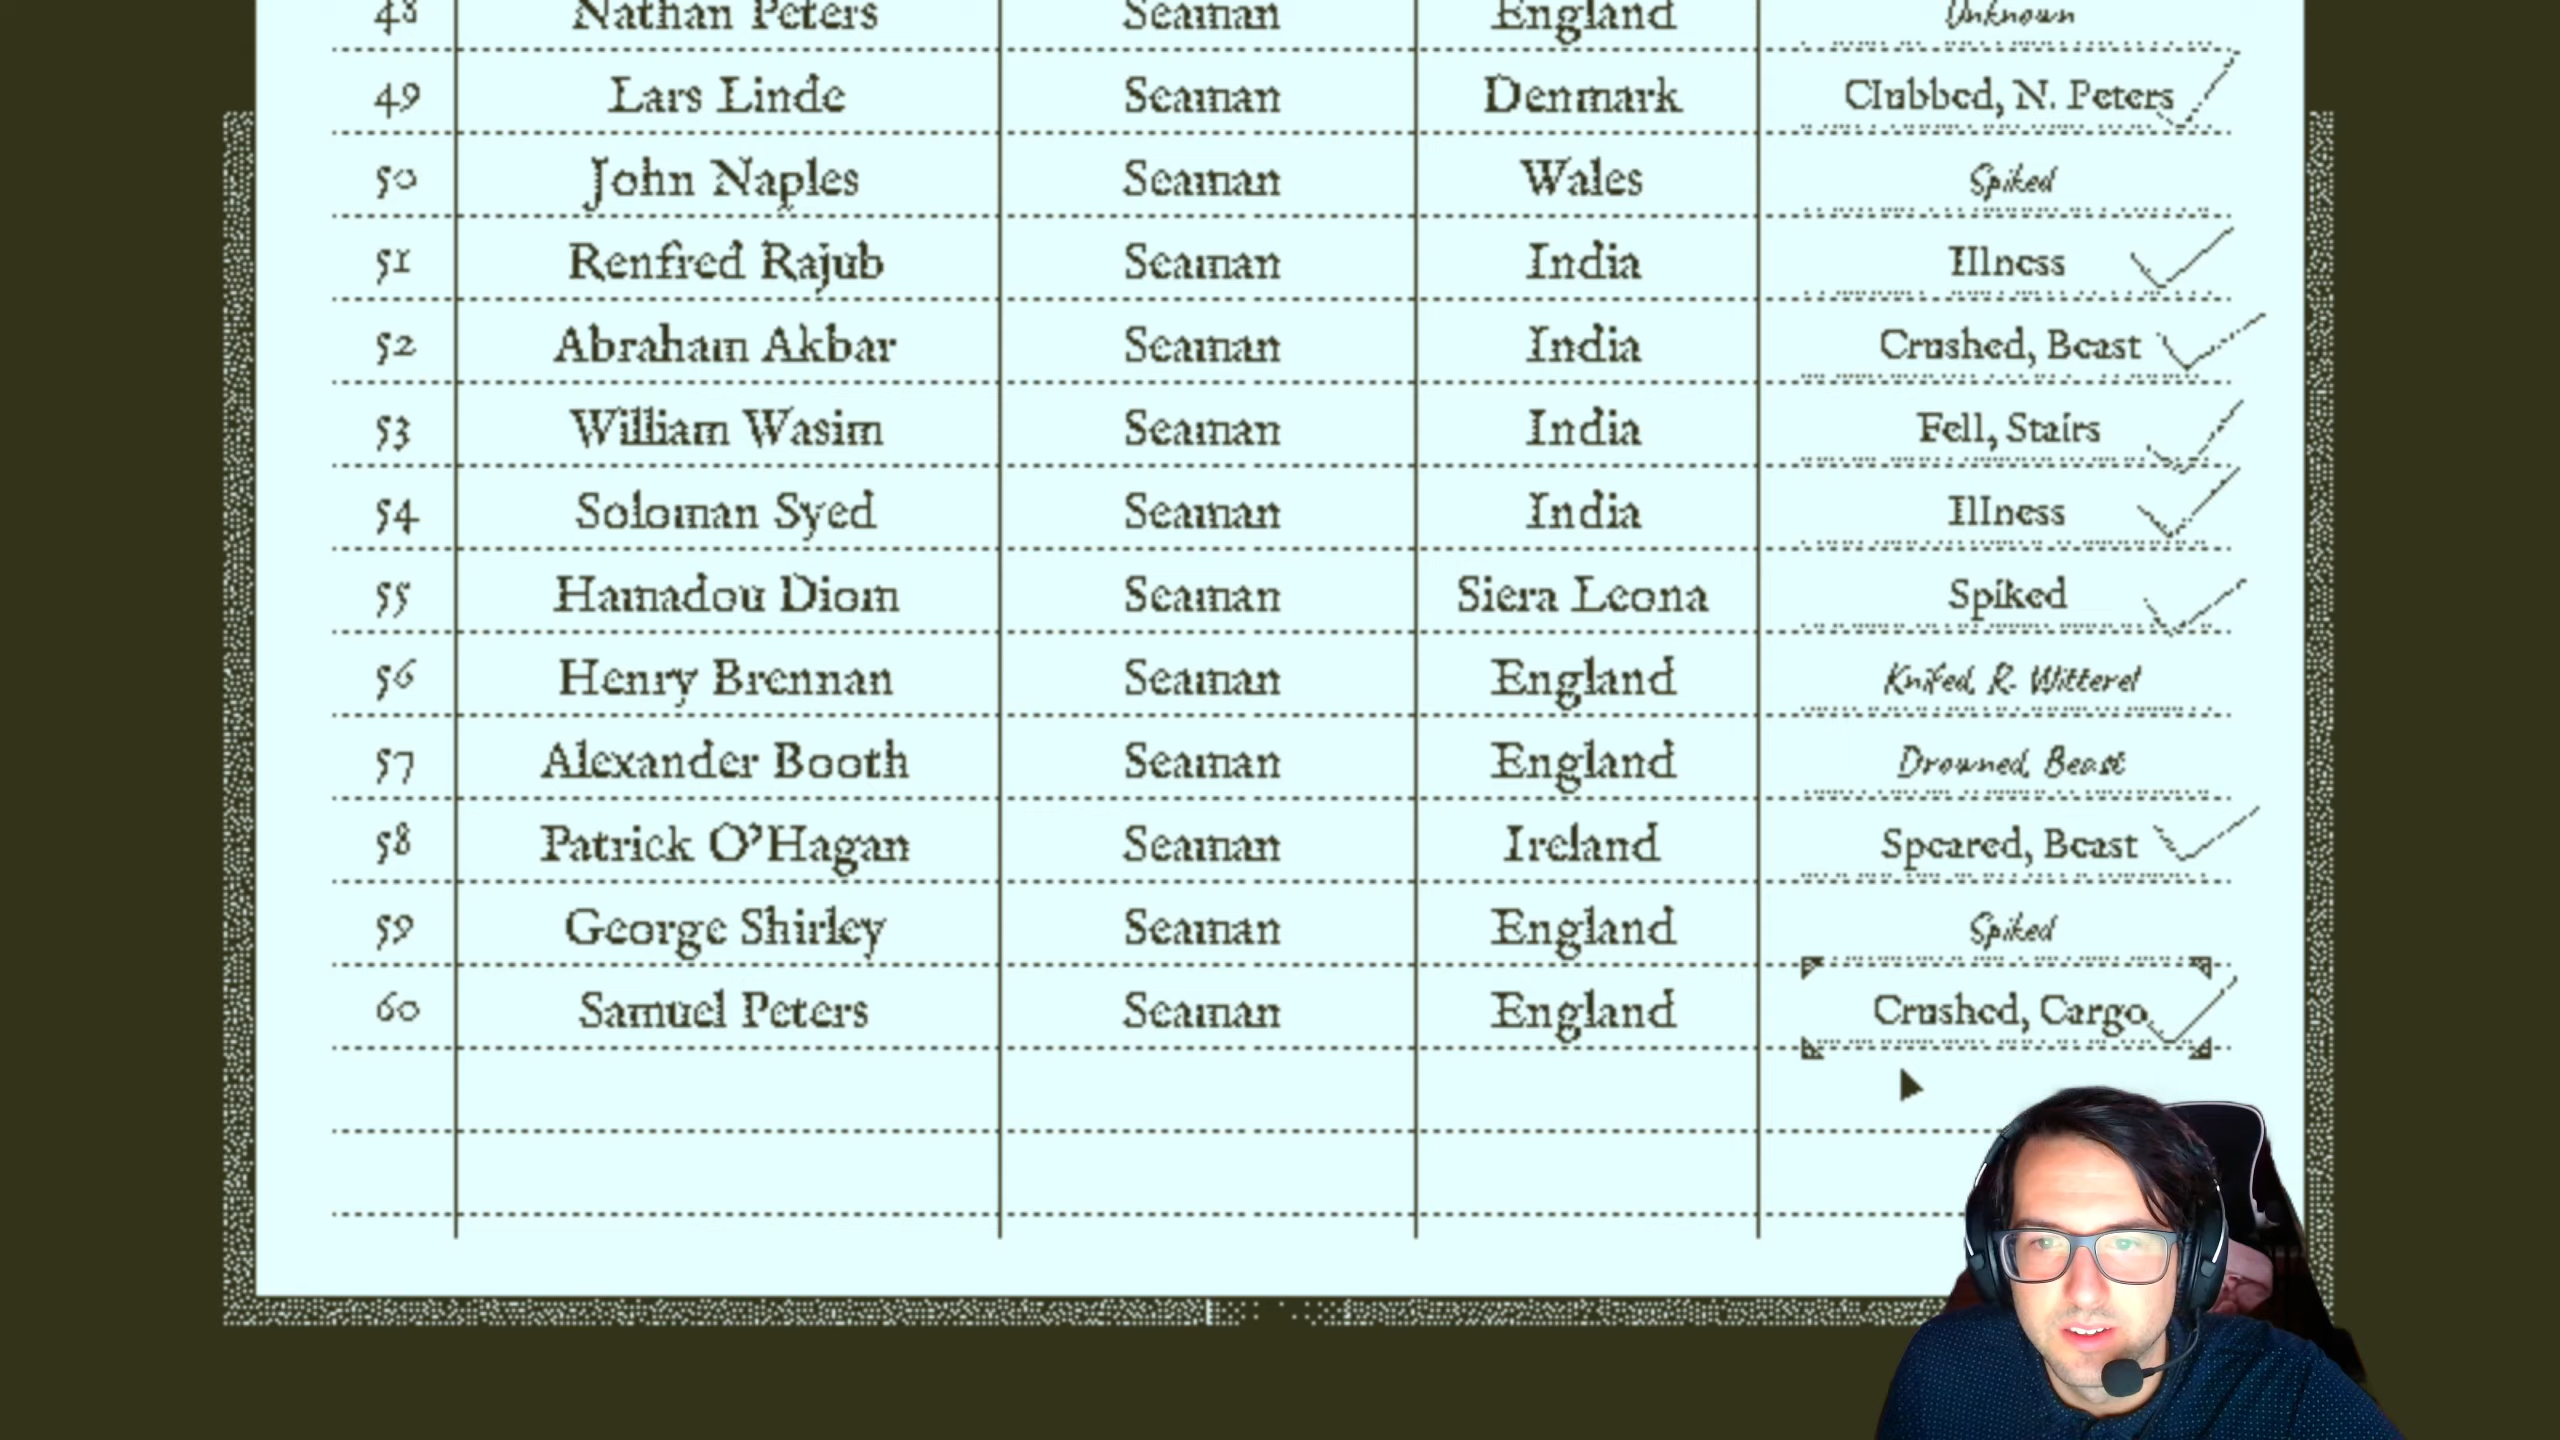 48 Nathan Peters Seaman England Unknown
49 Lars Linde Seaman Denmark Clubbed, N. Peters
50 John Naples Seaman Wales Spiked
51 Renfred Rajub Seaman India Illness
52 Abraham Akbar Seaman India Crushed, Beast
53 William Wasim Seaman India Fell, Stairs
54 Soloman Syed Seaman India Illness
55 Hamadou Diom Seaman Siera Leona Spiked
56 Henry Brennan Seaman England Knifed, R. Witterel
57 Alexander Booth Seaman England Drowned, Beast
58 Patrick O'Hagan Seaman Ireland Speared, Beast
59 George Shirley Seaman England Spiked
60 Samuel Peters Seaman England Crushed, Cargo